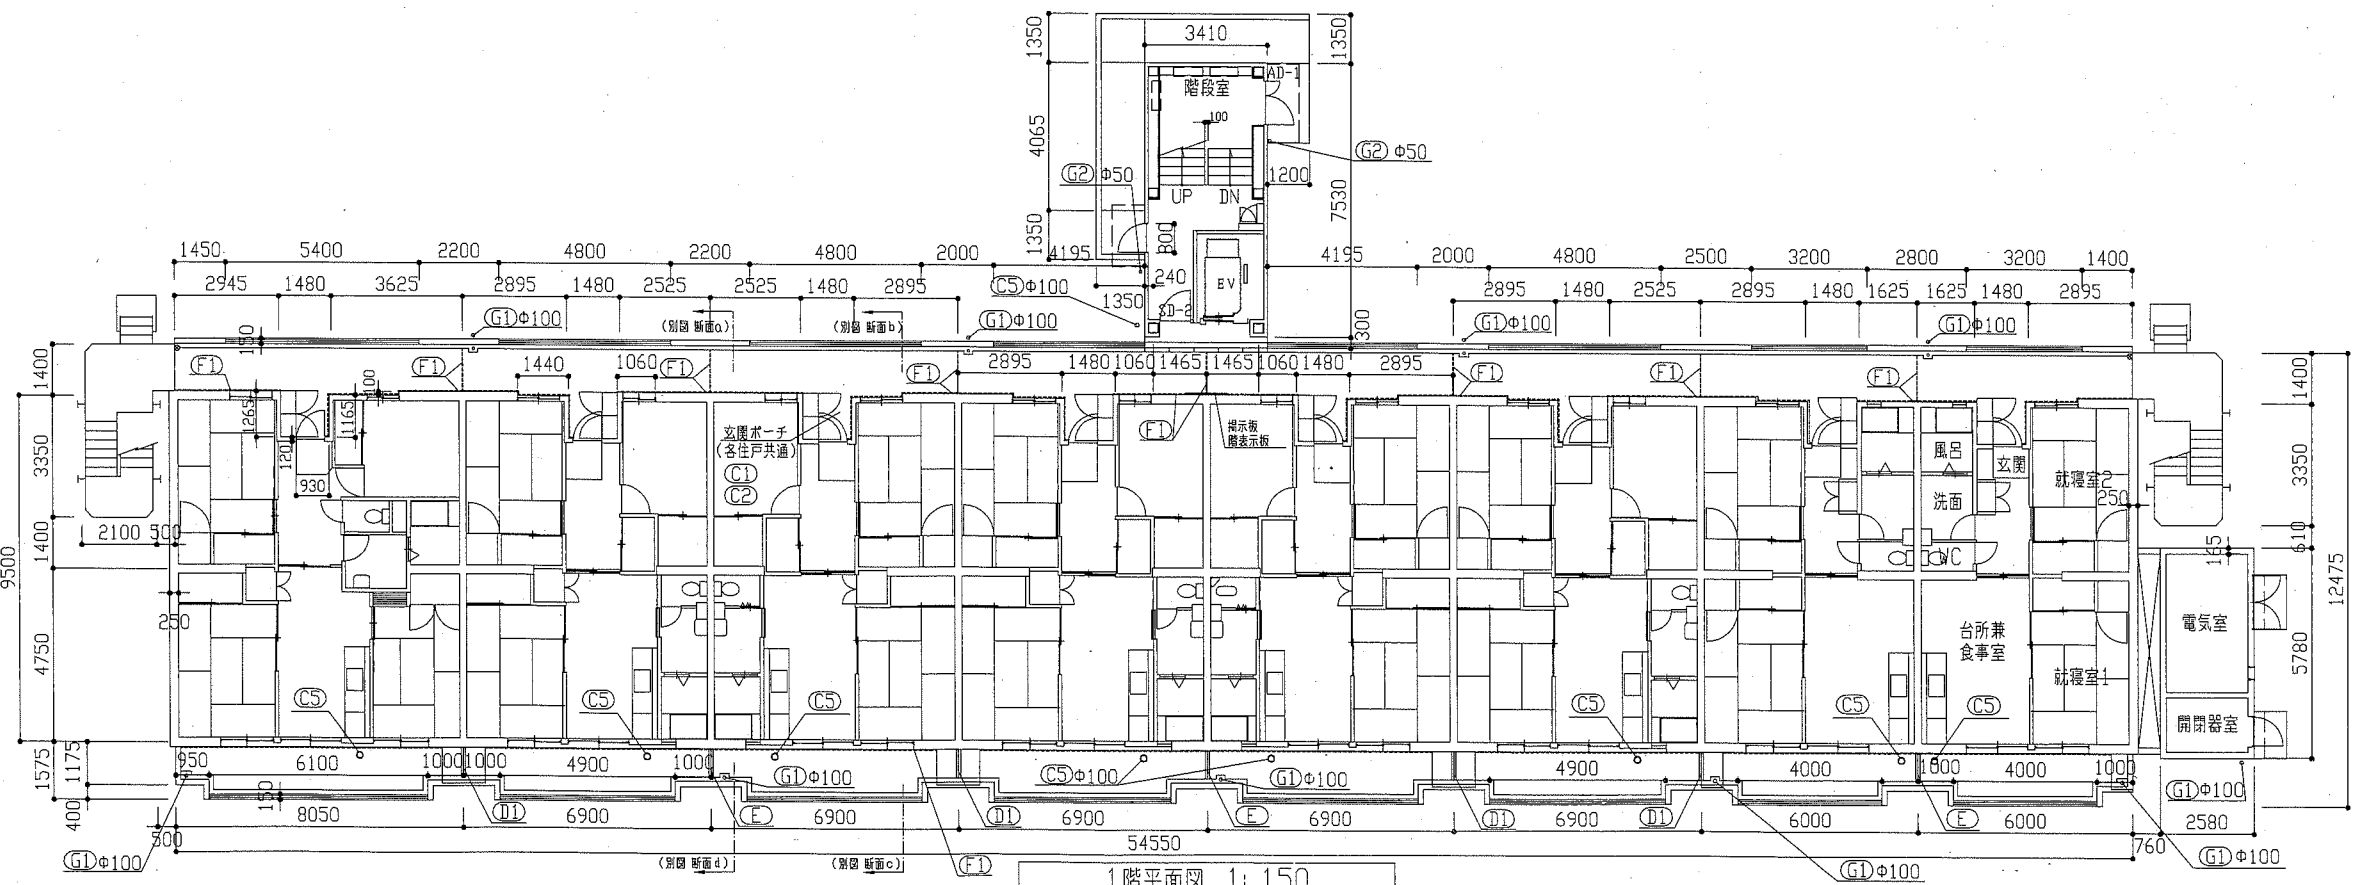 1350
3410
1350
AD-1
階段室
100
4065
G2 Φ50
G2 Φ50
1200
UP
DN
7530
1350
800
1450
5400
2200
4800
2200
4800
2000
4195
4195
2000
4800
2500
3200
2800
3200
1400
240
EV
2945
1480
3625
2895
1480
2525
2525
1480
2895
C5 Φ100
1350
SD-2
2895
1480
2525
2895
1480
1625
1625
1480
2895
G1 Φ100
(別図 断面a)
(別図 断面b)
G1 Φ100
G1 Φ100
G1 Φ100
150
300
1400
F1
F1
1440
1060
F1
F1
2895
1480
1060
1465
1465
1060
1480
2895
F1
F1
F1
1400
100
1265
1165
120
930
玄関ポーチ
(各住戸共通)
C1
C2
F1
掲示板
階表示板
風呂
玄関
就寝室2
洗面
250
WC
3350
3350
2100
500
1400
610
165
9500
12475
250
4750
台所兼
食事室
就寝室1
電気室
5780
開閉器室
C5
C5
C5
C5
C5
C5
1575
1175
950
6100
1000
1000
4900
1000
G1 Φ100
C5 Φ100
G1 Φ100
4900
4000
1000
4000
1000
G1 Φ100
400
150
8050
D1
6900
E
6900
D1
6900
E
6900
D1
6900
D1
6000
E
6000
2580
500
54550
760
G1 Φ100
(別図 断面d)
(別図 断面c)
F1
G1 Φ100
G1 Φ100
1階平面図 1:150